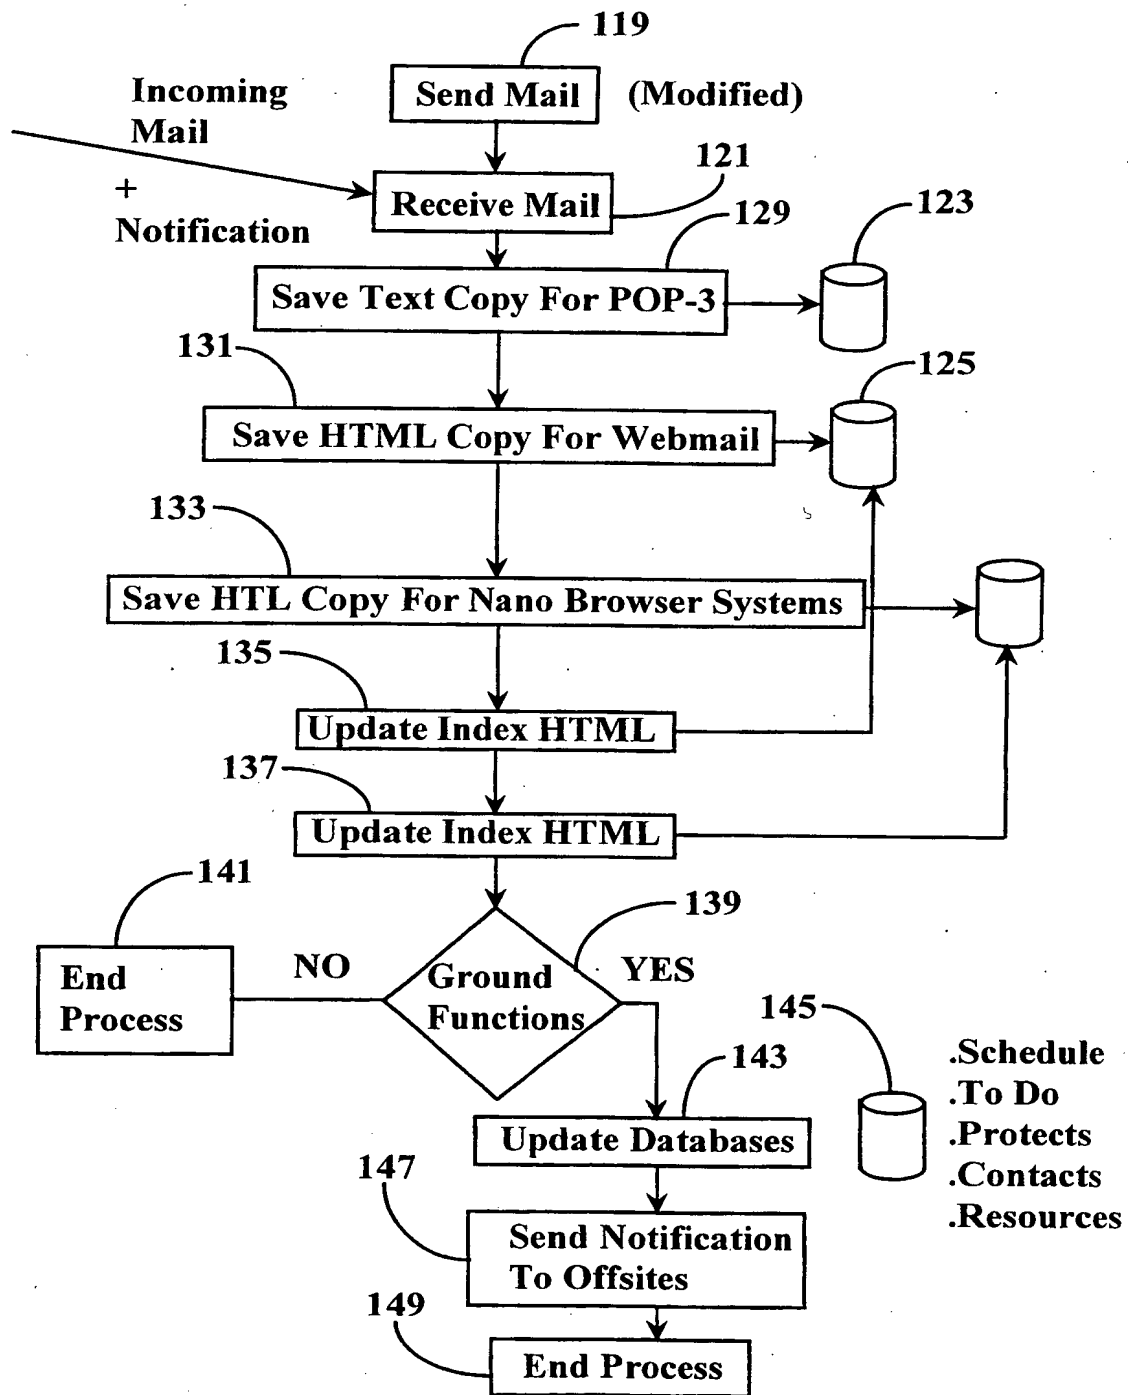 119
Send Mail (Modified)
Incoming
Mail
+
Notification
121
Receive Mail
129
123
Save Text Copy For POP-3
131
125
Save HTML Copy For Webmail
133
Save HTL Copy For Nano Browser Systems
135
Update Index HTML
137
Update Index HTML
141
139
End
Process
NO
Ground
Functions
YES
145
143
Update Databases
.Schedule
.To Do
.Protects
.Contacts
.Resources
147
Send Notification
To Offsites
149
End Process